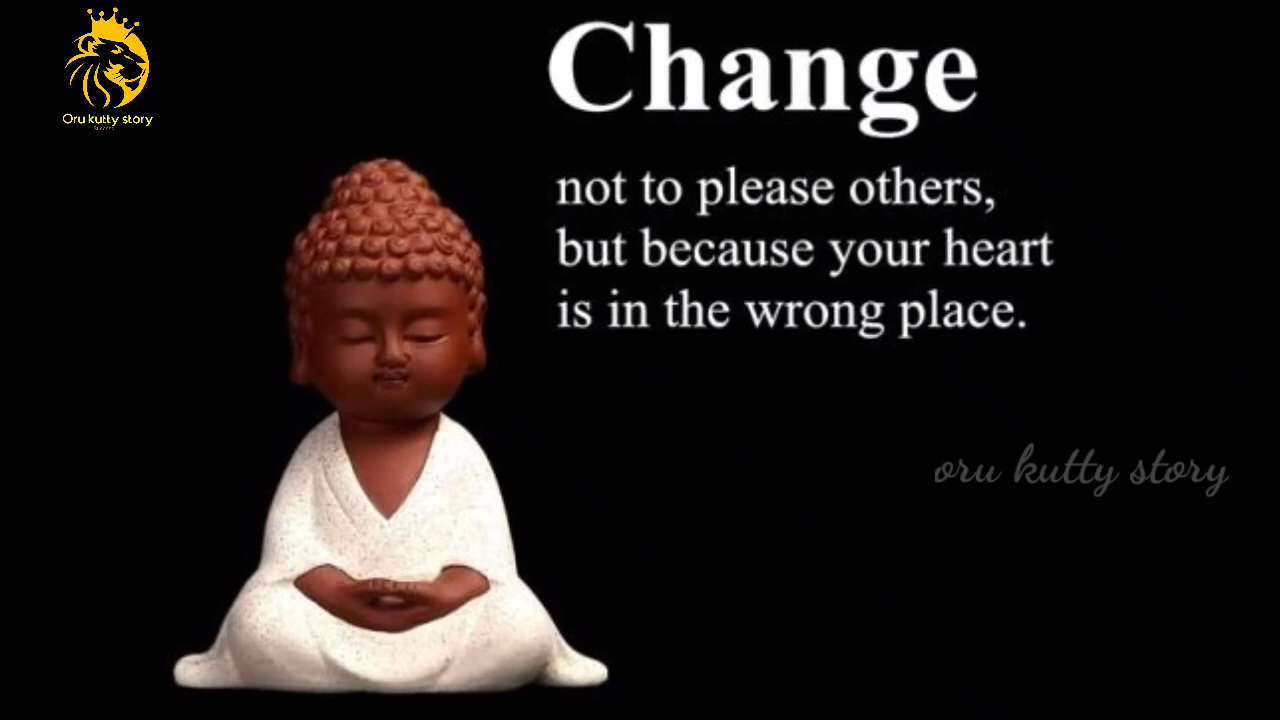 Oru kutty story
Change
not to please others,
but because your heart
is in the wrong place.
oru kutty story